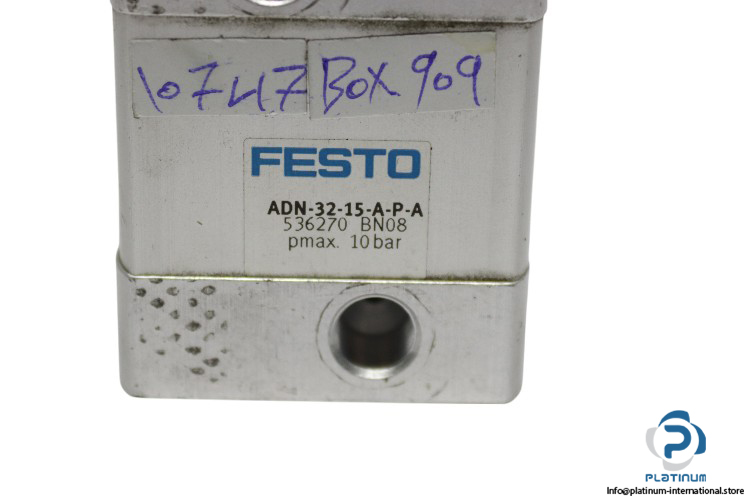 10747 BOX 909
FESTO
ADN-32-15-A-P-A
536270 BN08
pmax. 10 bar
PLATINUM
Info@platinum-international.store